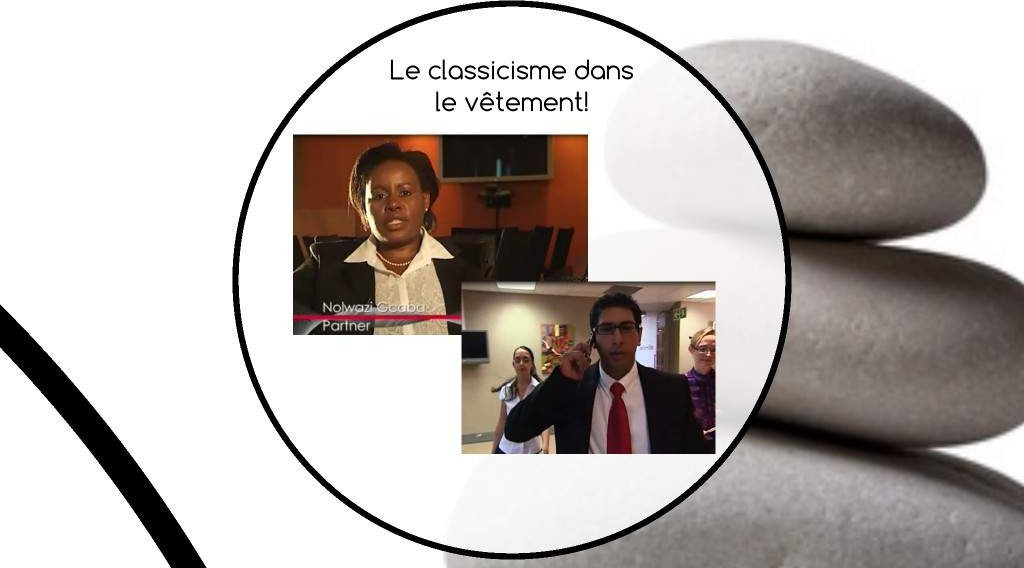 Le classicisme dans
le vêtement!
Nolwazi Gcaba
Partner